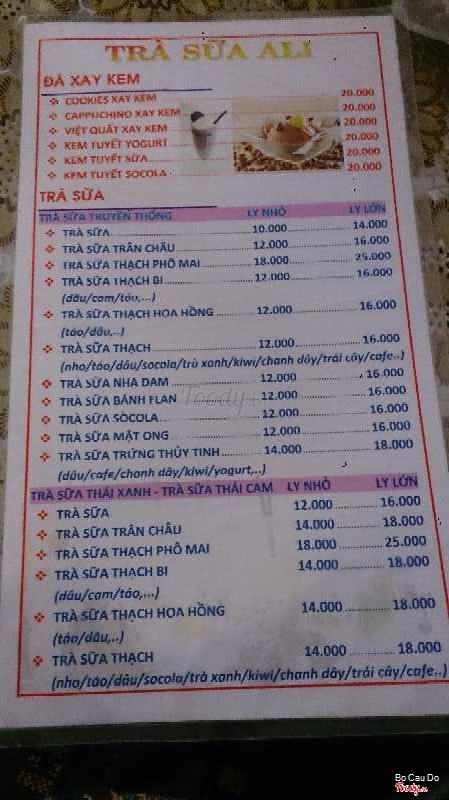 TRÀ SỮA ALI
ĐÁ XAY KEM
❖ COOKIES XAY KEM 20.000
❖ CAPPUCHINO XAY KEM 20.000
❖ VIỆT QUẤT XAY KEM 20.000
❖ KEM TUYẾT YOGURT 20.000
❖ KEM TUYẾT SỮA 20.000
❖ KEM TUYẾT SOCOLA 20.000
TRÀ SỮA
TRÀ SỮA TRUYỀN THỐNG LY NHỎ LY LỚN
❖ TRÀ SỮA 10.000 14.000
❖ TRÀ SỮA TRÂN CHÂU 12.000 16.000
❖ TRÀ SỮA THẠCH PHÔ MAI 18.000 25.000
❖ TRÀ SỮA THẠCH BI 12.000 16.000
(dâu/cam/táo,...)
❖ TRÀ SỮA THẠCH HOA HỒNG 12.000 16.000
(táo/dâu,..)
❖ TRÀ SỮA THẠCH 12.000 16.000
(nho/táo/dâu/socola/trà xanh/kiwi/chanh dây/trái cây/cafe..)
❖ TRÀ SỮA NHA ĐAM 12.000 16.000
❖ TRÀ SỮA BÁNH FLAN 12.000 16.000
❖ TRÀ SỮA SÔCOLA 12.000 16.000
❖ TRÀ SỮA MẬT ONG 12.000 16.000
❖ TRÀ SỮA TRỨNG THỦY TINH 14.000 18.000
(dâu/cafe/chanh dây/kiwi/yogurt,..)
TRÀ SỮA THÁI XANH - TRÀ SỮA THÁI CAM LY NHỎ LY LỚN
❖ TRÀ SỮA 12.000 16.000
❖ TRÀ SỮA TRÂN CHÂU 14.000 18.000
❖ TRÀ SỮA THẠCH PHÔ MAI 18.000 25.000
❖ TRÀ SỮA THẠCH BI 14.000 18.000
(dâu/cam/táo,...)
❖ TRÀ SỮA THẠCH HOA HỒNG 14.000 18.000
(táo/dâu,..)
❖ TRÀ SỮA THẠCH 14.000 18.000
(nho/táo/dâu/socola/trà xanh/kiwi/chanh dây/trái cây/cafe..)
Foody
Bo Cau Do
Foody.vn